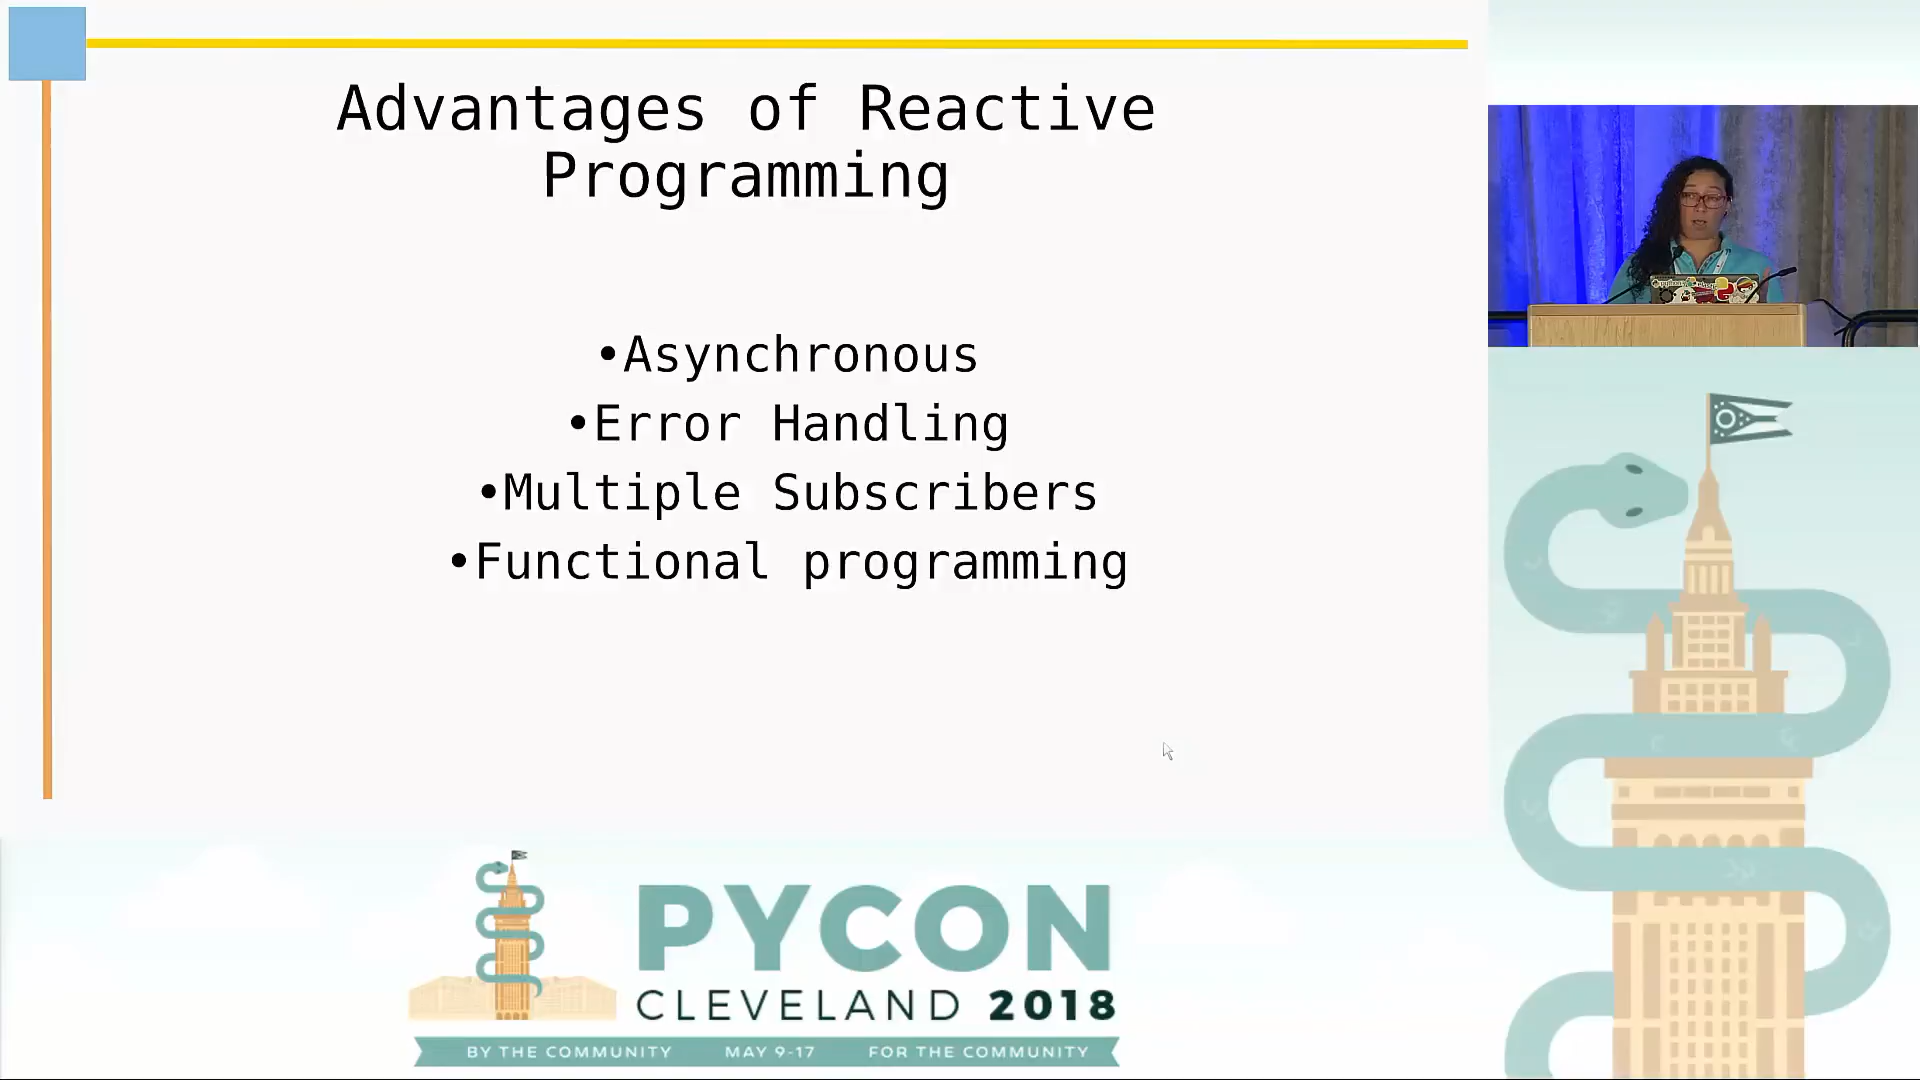 Advantages of Reactive
Programming
•Asynchronous
•Error Handling
•Multiple Subscribers
•Functional programming
PYCON
CLEVELAND 2018
BY THE COMMUNITY MAY 9-17 FOR THE COMMUNITY